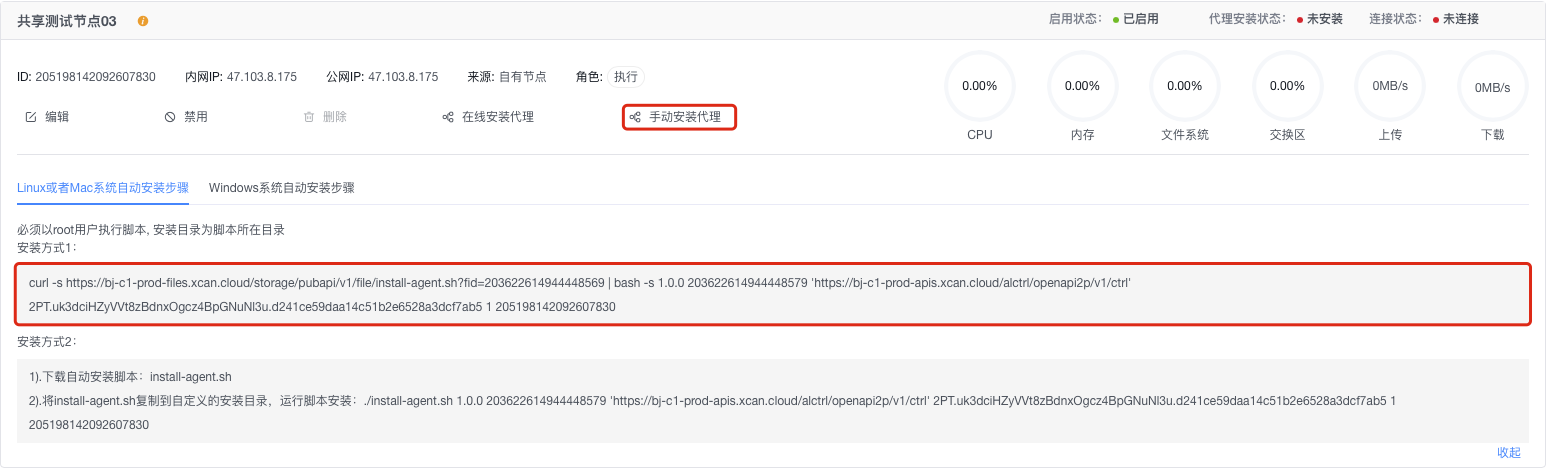 共享测试节点03
启用状态： 已启用 代理安装状态： 未安装 连接状态： 未连接
ID: 205198142092607830 内网IP: 47.103.8.175 公网IP: 47.103.8.175 来源: 自有节点 角色: 执行
编辑 禁用 删除 在线安装代理 手动安装代理
0.00% 0.00% 0.00% 0.00% 0MB/s 0MB/s
CPU 内存 文件系统 交换区 上传 下载
Linux或者Mac系统自动安装步骤 Windows系统自动安装步骤
必须以root用户执行脚本, 安装目录为脚本所在目录
安装方式1：
curl -s https://bj-c1-prod-files.xcan.cloud/storage/pubapi/v1/file/install-agent.sh?fid=203622614944448569 | bash -s 1.0.0 203622614944448579 'https://bj-c1-prod-apis.xcan.cloud/alctrl/openapi2p/v1/ctrl'
2PT.uk3dciHZyVVt8zBdnxOgcz4BpGNuNl3u.d241ce59daa14c51b2e6528a3dcf7ab5 1 205198142092607830
安装方式2：
1).下载自动安装脚本：install-agent.sh
2).将install-agent.sh复制到自定义的安装目录，运行脚本安装：./install-agent.sh 1.0.0 203622614944448579 'https://bj-c1-prod-apis.xcan.cloud/alctrl/openapi2p/v1/ctrl' 2PT.uk3dciHZyVVt8zBdnxOgcz4BpGNuNl3u.d241ce59daa14c51b2e6528a3dcf7ab5 1
205198142092607830
收起